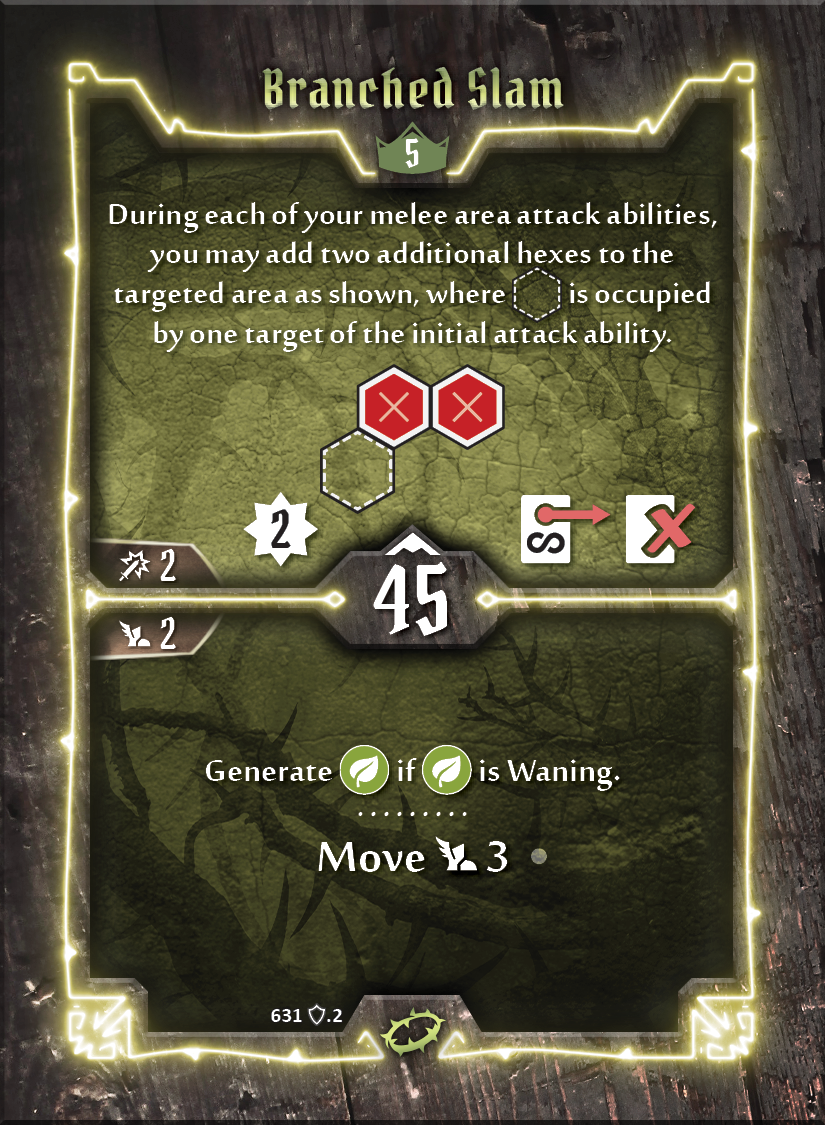 Branched Slam
5
During each of your melee area attack abilities,
you may add two additional hexes to the
targeted area as shown, where is occupied
by one target of the initial attack ability.
2
2
45
2
Generate if is Waning.
Move 3
631 .2